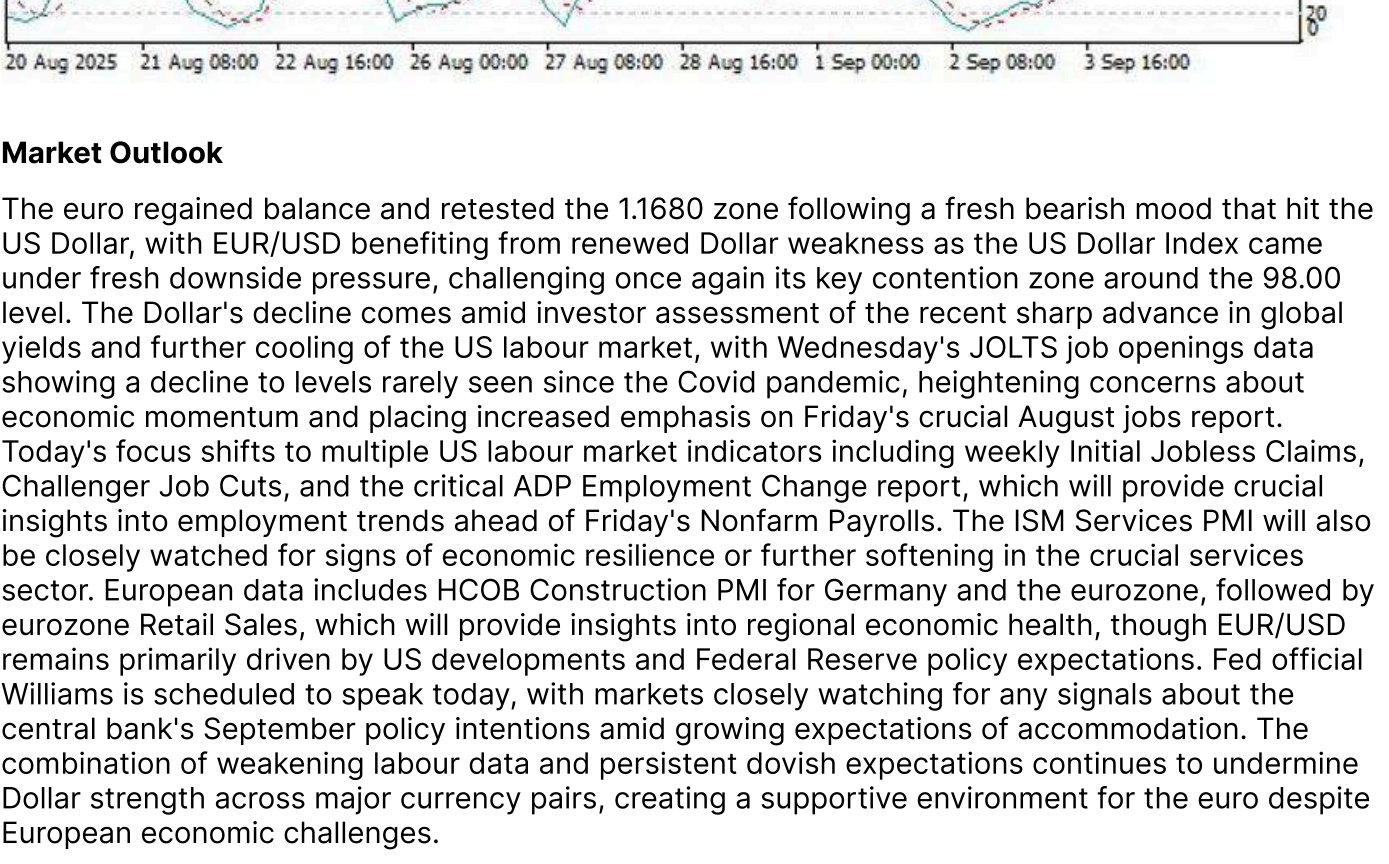 20
0
20 Aug 2025 21 Aug 08:00 22 Aug 16:00 26 Aug 00:00 27 Aug 08:00 28 Aug 16:00 1 Sep 00:00 2 Sep 08:00 3 Sep 16:00
Market Outlook
The euro regained balance and retested the 1.1680 zone following a fresh bearish mood that hit the
US Dollar, with EUR/USD benefiting from renewed Dollar weakness as the US Dollar Index came
under fresh downside pressure, challenging once again its key contention zone around the 98.00
level. The Dollar's decline comes amid investor assessment of the recent sharp advance in global
yields and further cooling of the US labour market, with Wednesday's JOLTS job openings data
showing a decline to levels rarely seen since the Covid pandemic, heightening concerns about
economic momentum and placing increased emphasis on Friday's crucial August jobs report.
Today's focus shifts to multiple US labour market indicators including weekly Initial Jobless Claims,
Challenger Job Cuts, and the critical ADP Employment Change report, which will provide crucial
insights into employment trends ahead of Friday's Nonfarm Payrolls. The ISM Services PMI will also
be closely watched for signs of economic resilience or further softening in the crucial services
sector. European data includes HCOB Construction PMI for Germany and the eurozone, followed by
eurozone Retail Sales, which will provide insights into regional economic health, though EUR/USD
remains primarily driven by US developments and Federal Reserve policy expectations. Fed official
Williams is scheduled to speak today, with markets closely watching for any signals about the
central bank's September policy intentions amid growing expectations of accommodation. The
combination of weakening labour data and persistent dovish expectations continues to undermine
Dollar strength across major currency pairs, creating a supportive environment for the euro despite
European economic challenges.